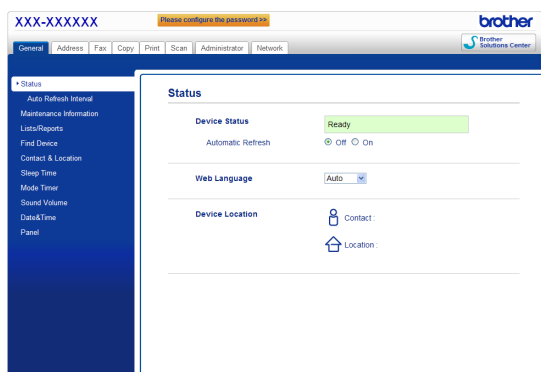 XXX-XXXXXX
Please configure the password >>
brother
General Address Fax Copy Print Scan Administrator Network
Brother
Solutions Center
Status
Auto Refresh Interval
Maintenance Information
Lists/Reports
Find Device
Contact & Location
Sleep Time
Mode Timer
Sound Volume
Date&Time
Panel
Status
Device Status Ready
Automatic Refresh Off On
Web Language Auto
Device Location Contact :
Location :